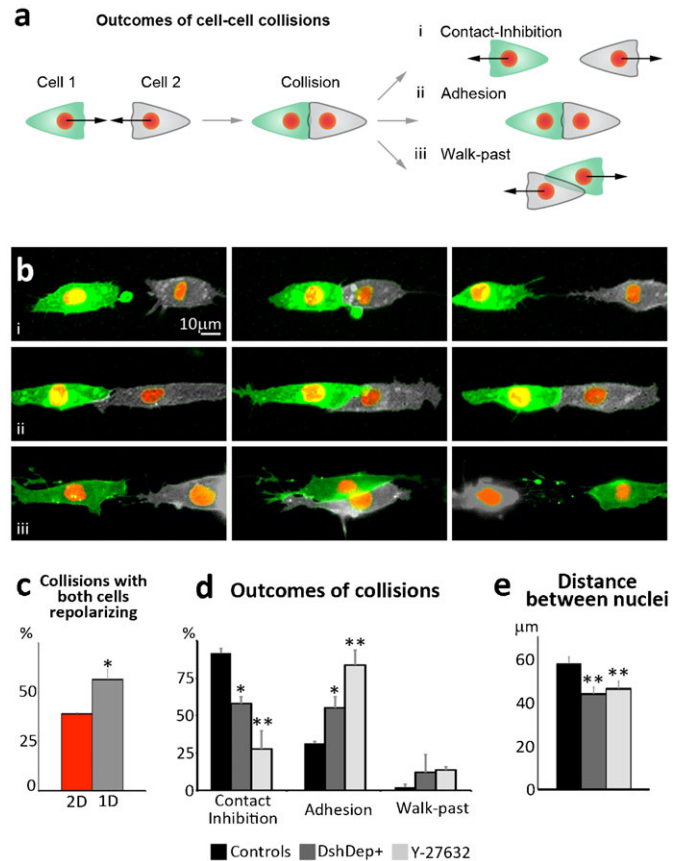 a
Outcomes of cell-cell collisions
Cell 1
Cell 2
Collision
i Contact-Inhibition
ii Adhesion
iii Walk-past
b
i
10µm
ii
iii
c
Collisions with
both cells
repolarizing
%
50
25
0
2D 1D
*
d
Outcomes of collisions
%
75
50
25
0
*
**
*
**
Contact
Inhibition
Adhesion
Walk-past
Controls DshDep+ Y-27632
e
Distance
between nuclei
µm
60
40
20
0
**
**